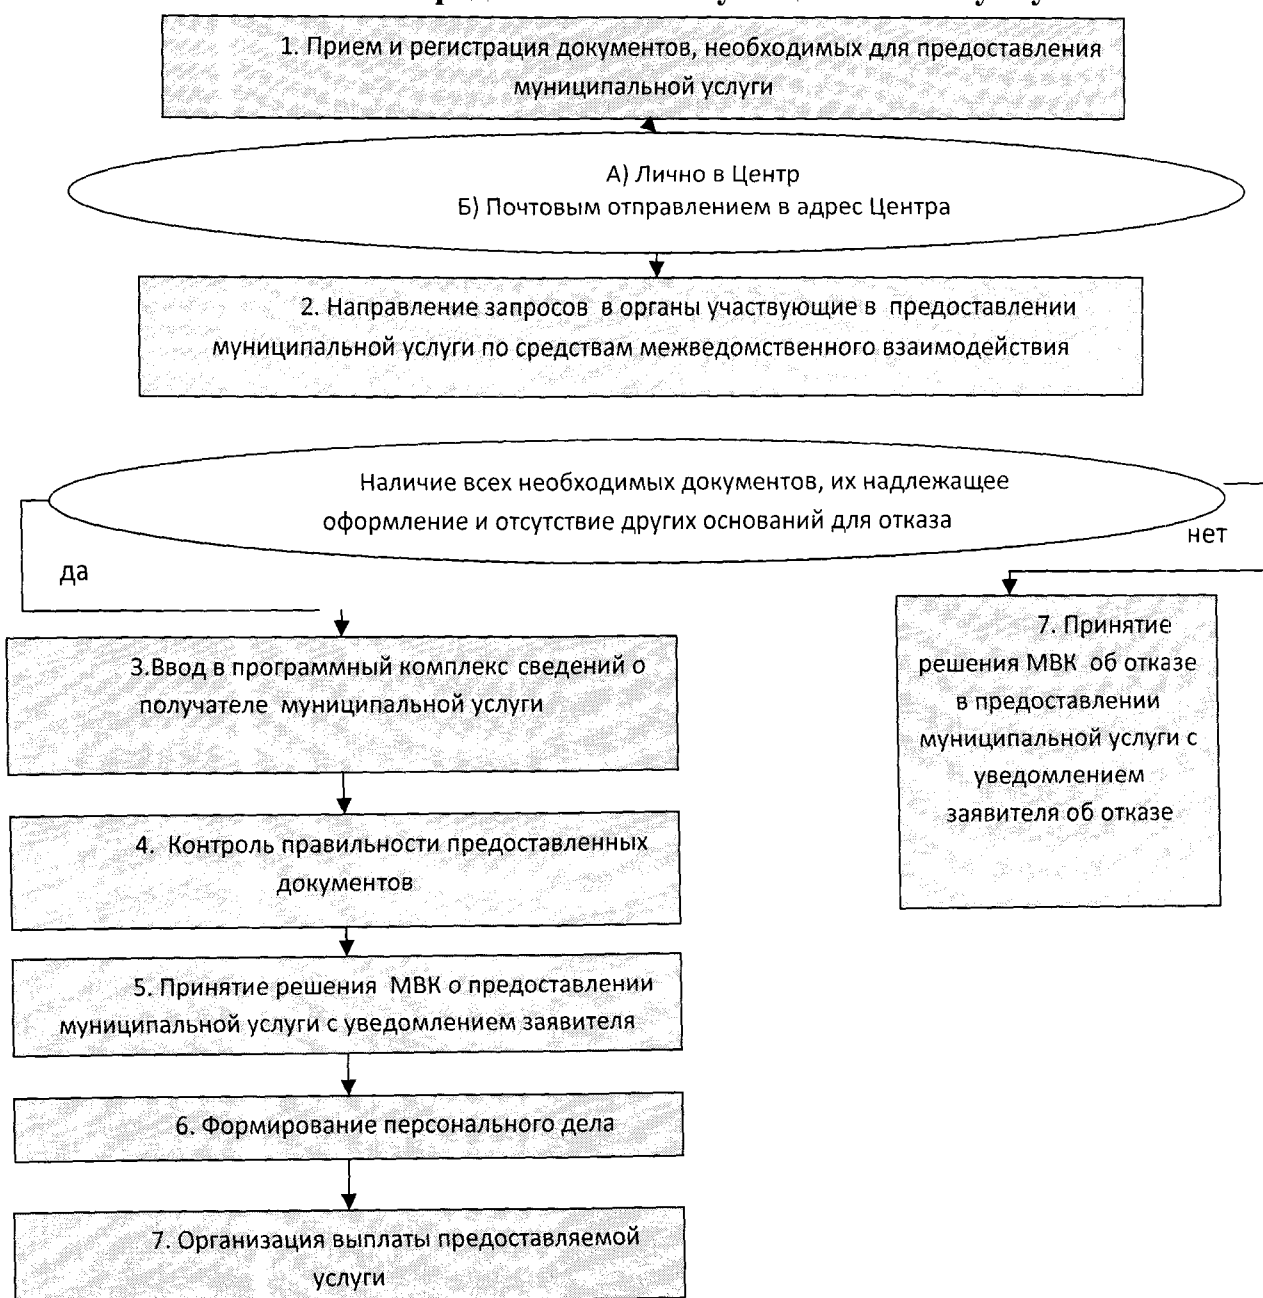 1. Прием и регистрация документов, необходимых для предоставления
муниципальной услуги
А) Лично в Центр
Б) Почтовым отправлением в адрес Центра
2. Направление запросов в органы участвующие в предоставлении
муниципальной услуги по средствам межведомственного взаимодействия
Наличие всех необходимых документов, их надлежащее
оформление и отсутствие других оснований для отказа
нет
да
3.Ввод в программный комплекс сведений о
получателе муниципальной услуги
4. Контроль правильности предоставленных
документов
5. Принятие решения МВК о предоставлении
муниципальной услуги с уведомлением заявителя
6. Формирование персонального дела
7. Организация выплаты предоставляемой
услуги
7. Принятие
решения МВК об отказе
в предоставлении
муниципальной услуги с
уведомлением
заявителя об отказе